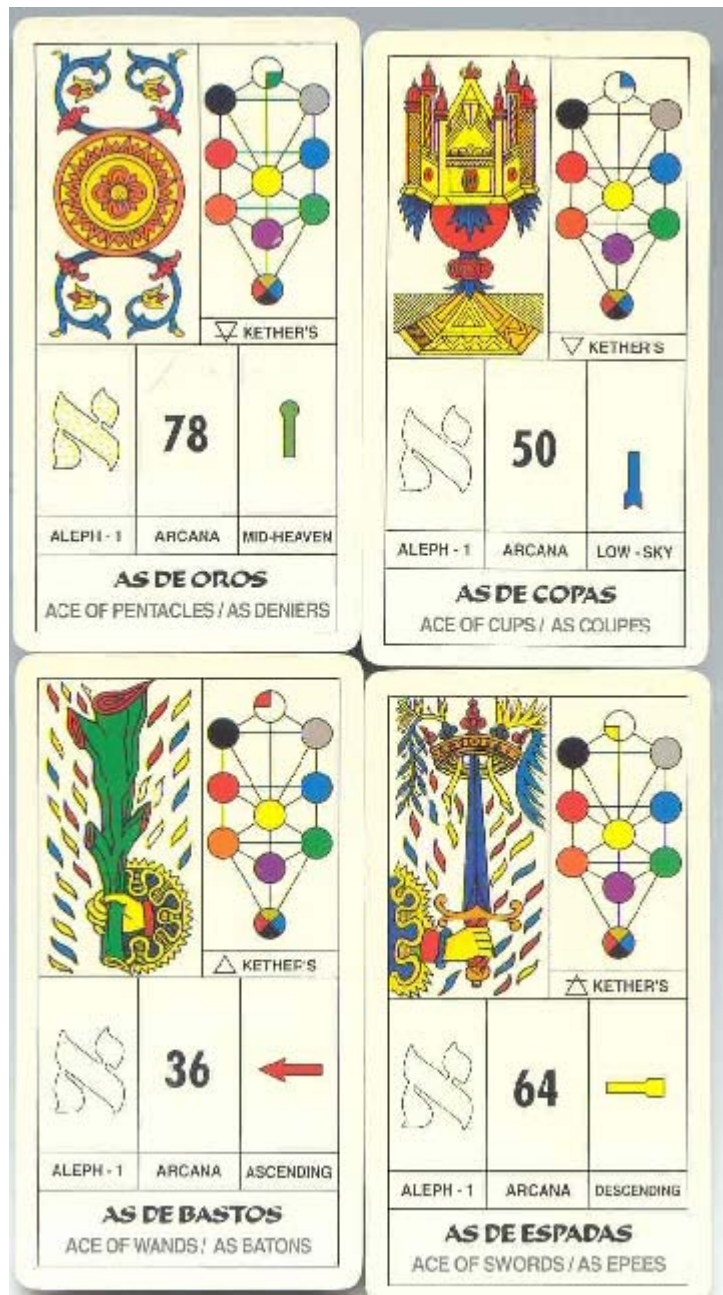 KETHER'S
א 78
ALEPH - 1 ARCANA MID-HEAVEN
AS DE OROS
ACE OF PENTACLES / AS DENIERS
KETHER'S
א 50
ALEPH - 1 ARCANA LOW - SKY
AS DE COPAS
ACE OF CUPS / AS COUPES
KETHER'S
א 36
ALEPH - 1 ARCANA ASCENDING
AS DE BASTOS
ACE OF WANDS / AS BATONS
KETHER'S
א 64
ALEPH - 1 ARCANA DESCENDING
AS DE ESPADAS
ACE OF SWORDS / AS EPEES